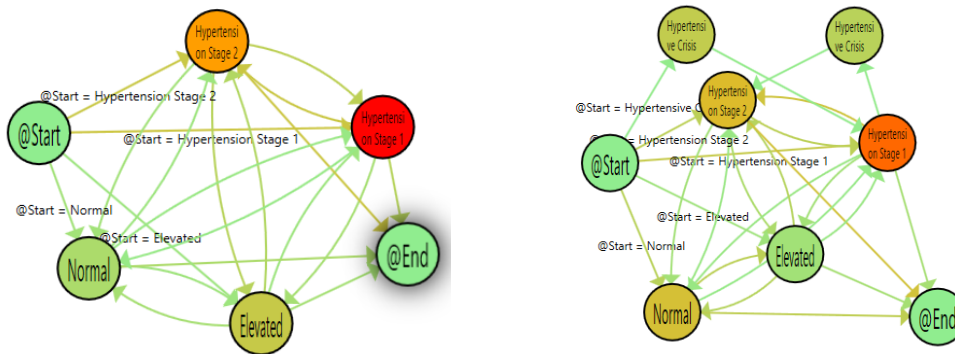 Hypertensi
on Stage 2
@Start = Hypertension Stage 2
@Start
Hypertensi
on Stage 1
@Start = Hypertension Stage 1
@Start = Normal
@Start = Elevated
Normal
@End
Elevated
Hypertensi
ve Crisis
Hypertensi
ve Crisis
Hypertensi
on Stage 2
@Start = Hypertensive
Hypertension Stage 2
Hypertensi
on Stage 1
@Start
@Start = Hypertension Stage 1
@Start = Elevated
@Start = Normal
Elevated
Normal
@End